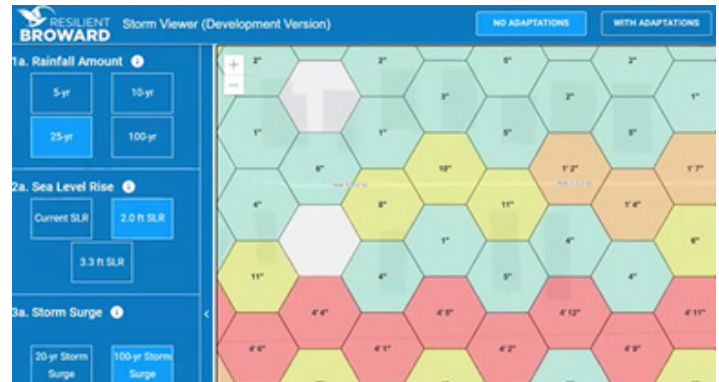 RESILIENT
BROWARD
Storm Viewer (Development Version)
NO ADAPTATIONS
WITH ADAPTATIONS
1a. Rainfall Amount
5-yr
10-yr
25-yr
100-yr
2a. Sea Level Rise
Current SLR
2.0 ft SLR
3.3 ft SLR
3a. Storm Surge
20-yr Storm
Surge
100-yr Storm
Surge
+
−
2" 2" 5" 2"
3" 2" 1"
1" 1" 5" 5"
6" 10" 1' 2" 1' 7"
4" 8" 11" 1' 4"
1" 4" 6"
11" 4" 5" 4"
4' 4" 4' 5" 4' 12" 4' 11"
4' 6" 4' 1" 4' 2" 4' 9"